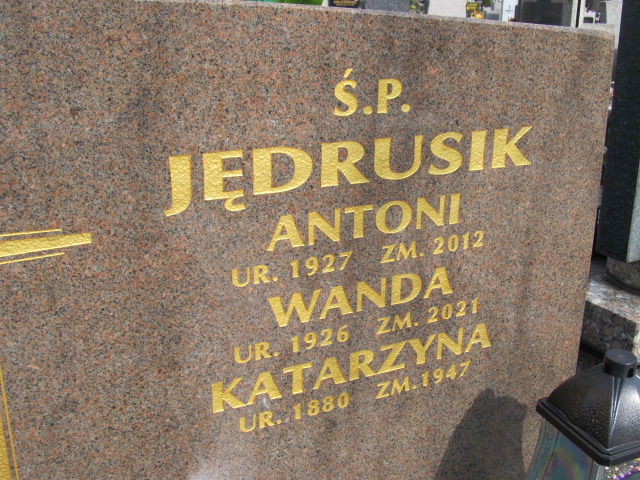 Ś.P.
JĘDRUSIK
ANTONI
UR. 1927 ZM. 2012
WANDA
UR. 1926 ZM. 2021
KATARZYNA
UR. 1880 ZM. 1947